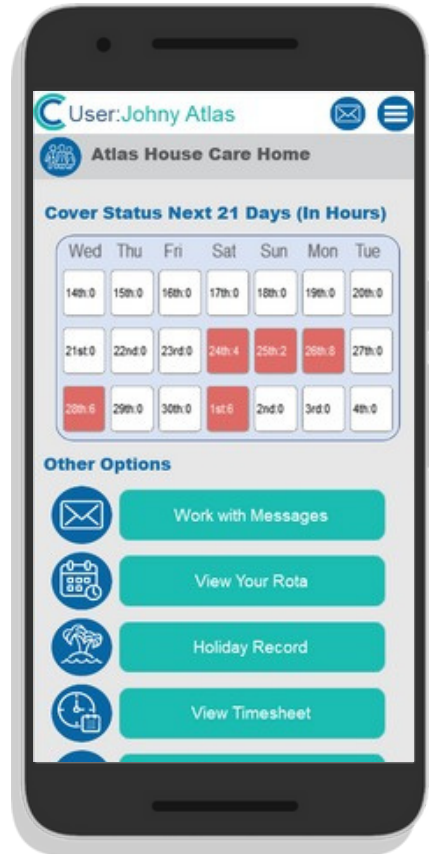 User:Johny Atlas
Atlas House Care Home
Cover Status Next 21 Days (In Hours)
Wed Thu Fri Sat Sun Mon Tue
14th:0 15th:0 16th:0 17th:0 18th:0 19th:0 20th:0
21st:0 22nd:0 23rd:0 24th:4 25th:2 26th:8 27th:0
28th:6 29th:0 30th:0 1st:6 2nd:0 3rd:0 4th:0
Other Options
Work with Messages
View Your Rota
Holiday Record
View Timesheet